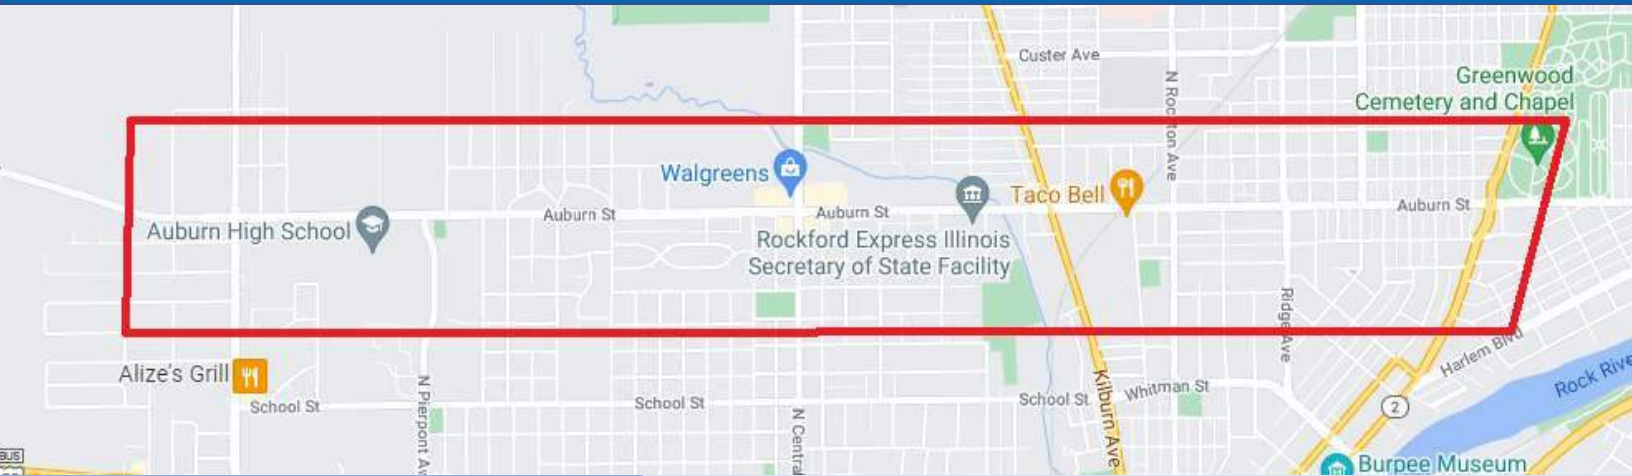 Custer Ave
N Rockton Ave
Greenwood
Cemetery and Chapel
Walgreens
Taco Bell
Auburn St
Auburn St
Auburn St
Auburn High School
Rockford Express Illinois
Secretary of State Facility
Ridge Ave
Harlem Blvd
Alize's Grill
N Pierpont Av
School St
School St
School St
Kilburn Ave
Whitman St
Rock Rive
N Central
2
BUS
Burpee Museum